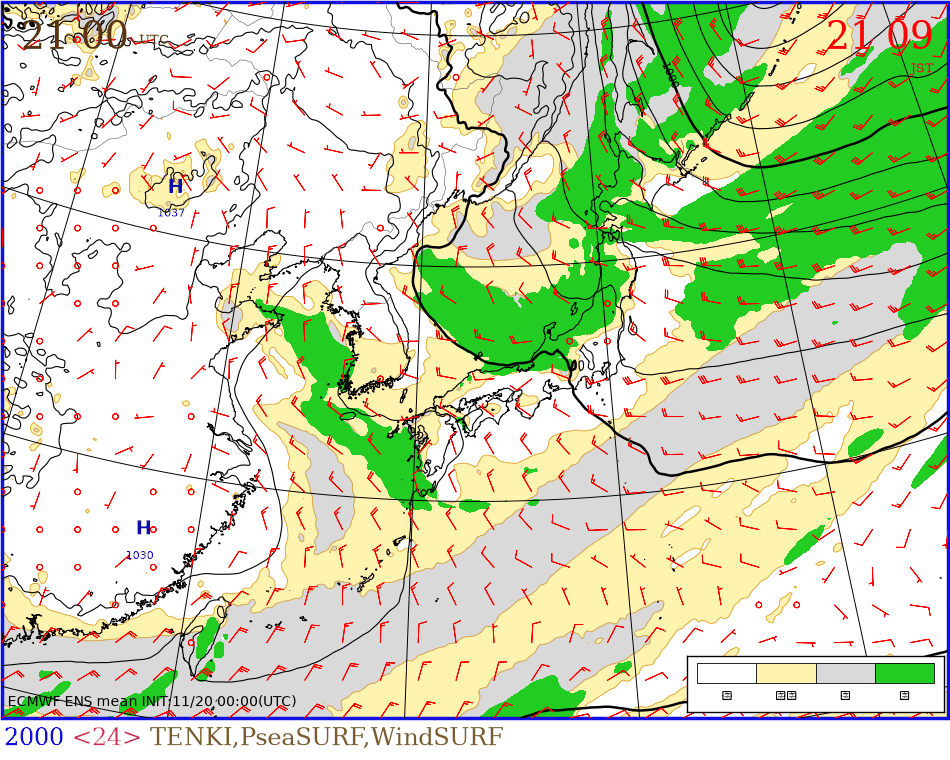 21 00 UTC
21 09
JST
H
1037
H
1030
ECMWF ENS mean INIT:11/20 00:00(UTC)
2000 <24> TENKI,PseaSURF,WindSURF